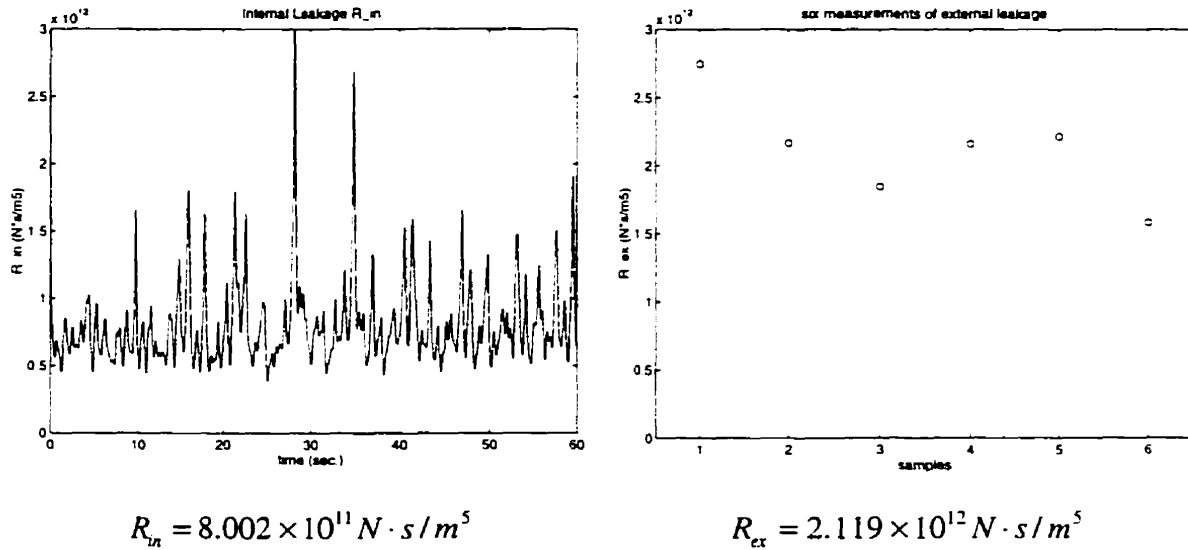 Internal Leakage R_in
x 10^12
3
2.5
2
1.5
1
0.5
0
R_in (N*s/m5)
0 10 20 30 40 50 60
time (sec.)
six measurements of external leakage
x 10^12
3
2.5
2
1.5
1
0.5
0
R_ex (N*s/m5)
1 2 3 4 5 6
samples
R_in = 8.002 × 10^11 N · s / m^5
R_ex = 2.119 × 10^12 N · s / m^5